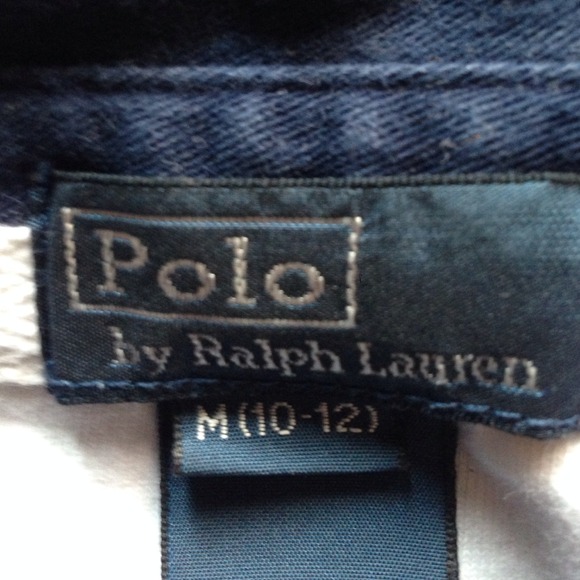 Polo
by Ralph Lauren
M (10-12)